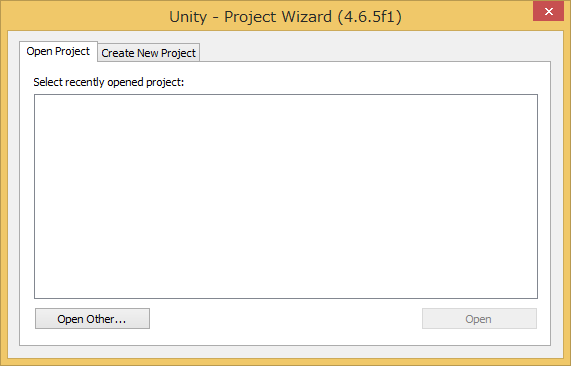 Unity - Project Wizard (4.6.5f1)
Open Project
Create New Project
Select recently opened project:
Open Other...
Open